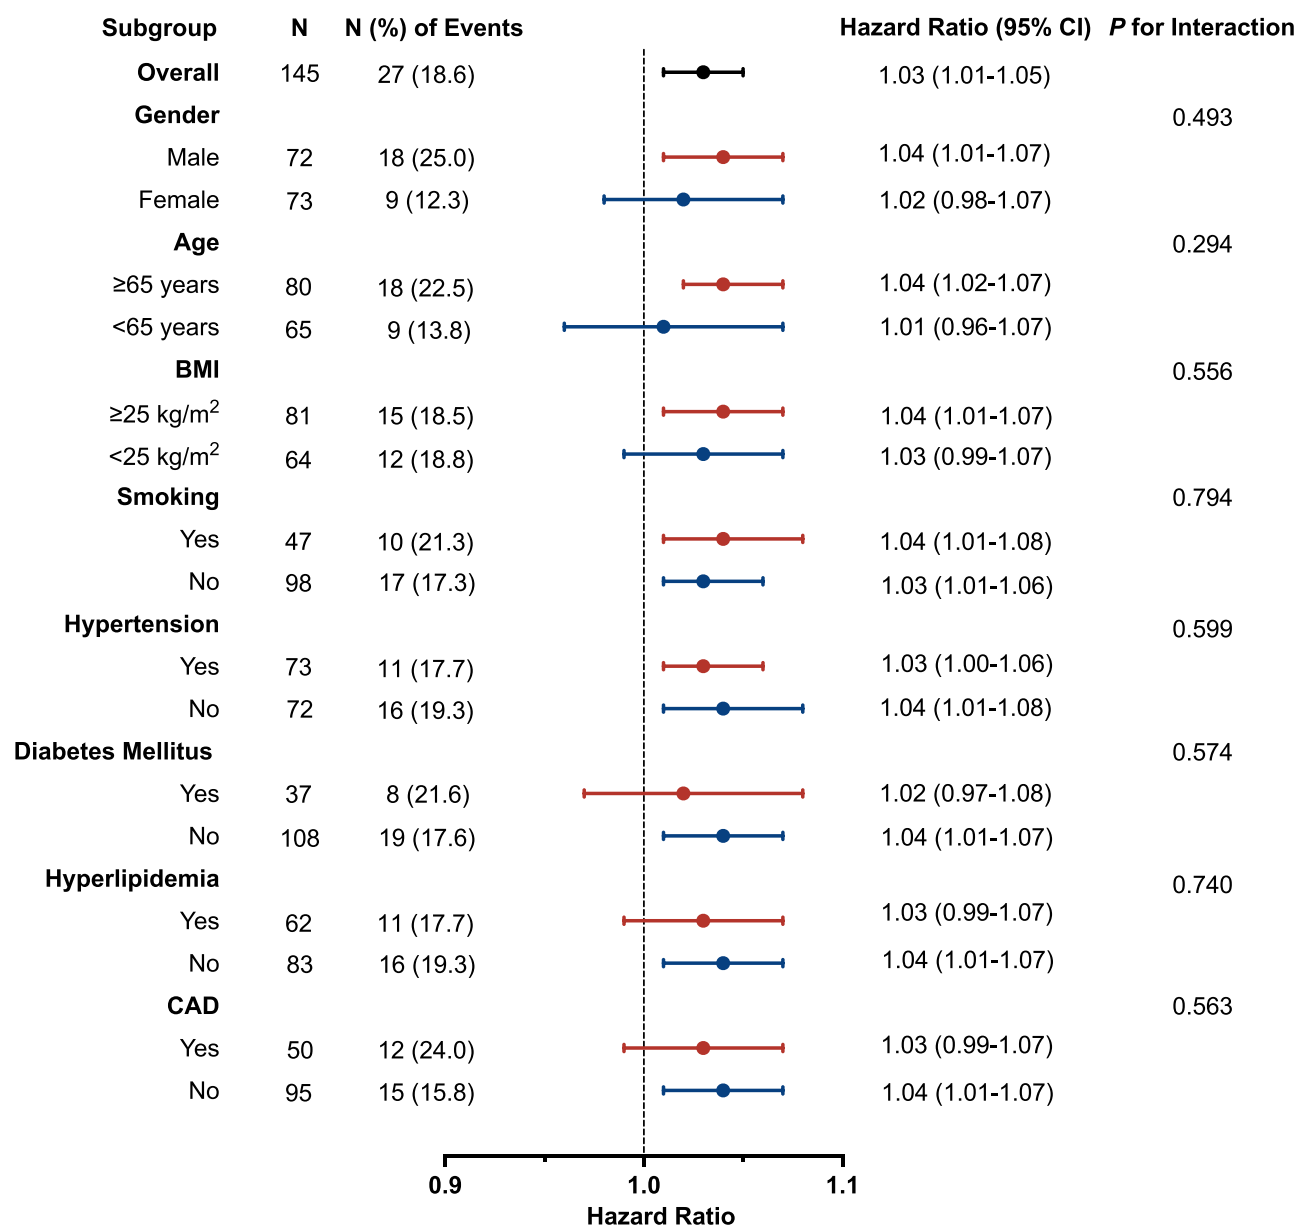 Subgroup N N (%) of Events Hazard Ratio (95% CI) P for Interaction
Overall 145 27 (18.6) 1.03 (1.01-1.05)
Gender 0.493
Male 72 18 (25.0) 1.04 (1.01-1.07)
Female 73 9 (12.3) 1.02 (0.98-1.07)
Age 0.294
≥65 years 80 18 (22.5) 1.04 (1.02-1.07)
<65 years 65 9 (13.8) 1.01 (0.96-1.07)
BMI 0.556
≥25 kg/m² 81 15 (18.5) 1.04 (1.01-1.07)
<25 kg/m² 64 12 (18.8) 1.03 (0.99-1.07)
Smoking 0.794
Yes 47 10 (21.3) 1.04 (1.01-1.08)
No 98 17 (17.3) 1.03 (1.01-1.06)
Hypertension 0.599
Yes 73 11 (17.7) 1.03 (1.00-1.06)
No 72 16 (19.3) 1.04 (1.01-1.08)
Diabetes Mellitus 0.574
Yes 37 8 (21.6) 1.02 (0.97-1.08)
No 108 19 (17.6) 1.04 (1.01-1.07)
Hyperlipidemia 0.740
Yes 62 11 (17.7) 1.03 (0.99-1.07)
No 83 16 (19.3) 1.04 (1.01-1.07)
CAD 0.563
Yes 50 12 (24.0) 1.03 (0.99-1.07)
No 95 15 (15.8) 1.04 (1.01-1.07)
0.9 1.0 1.1
Hazard Ratio